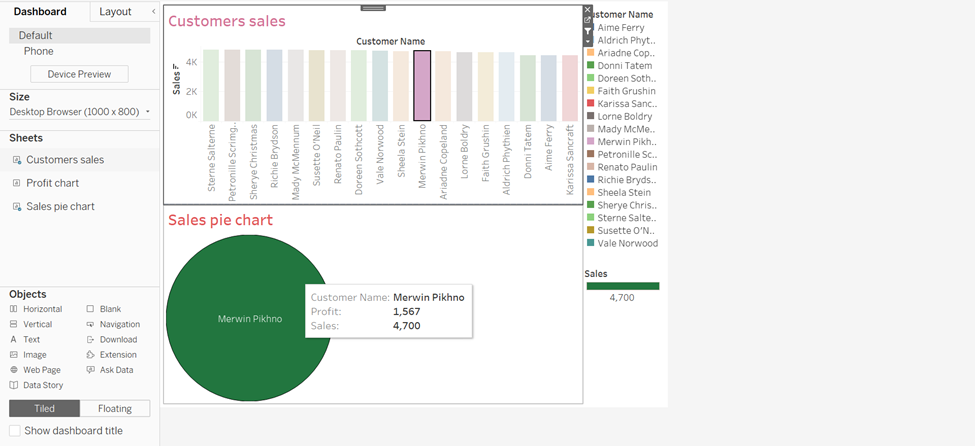 Dashboard
Layout
Default
Phone
Device Preview
Size
Desktop Browser (1000 x 800)
Sheets
Customers sales
Profit chart
Sales pie chart
Objects
Horizontal
Blank
Vertical
Navigation
A Text
Download
Image
Extension
Web Page
Ask Data
Data Story
Tiled
Floating
Show dashboard title
Customers sales
Customer Name
Sales
4K
2K
0K
Sterne Salterne
Petronille Scrimg..
Sherye Christmas
Richie Brydson
Mady McMennum
Susette O'Neil
Renato Paulin
Doreen Sothcott
Vale Norwood
Sheela Stein
Merwin Pikhno
Ariadne Copeland
Lorne Boldry
Faith Grushin
Aldrich Phythien
Donni Tatem
Aime Ferry
Karissa Sancraft
Sales pie chart
Merwin Pikhno
Customer Name: Merwin Pikhno
Profit: 1,567
Sales: 4,700
Customer Name
Aime Ferry
Aldrich Phyt..
Ariadne Cop..
Donni Tatem
Doreen Soth..
Faith Grushin
Karissa Sanc..
Lorne Boldry
Mady McMe..
Merwin Pikh..
Petronille Sc..
Renato Paulin
Richie Bryds..
Sheela Stein
Sherye Chris..
Sterne Salte..
Susette O'N..
Vale Norwood
Sales
4,700